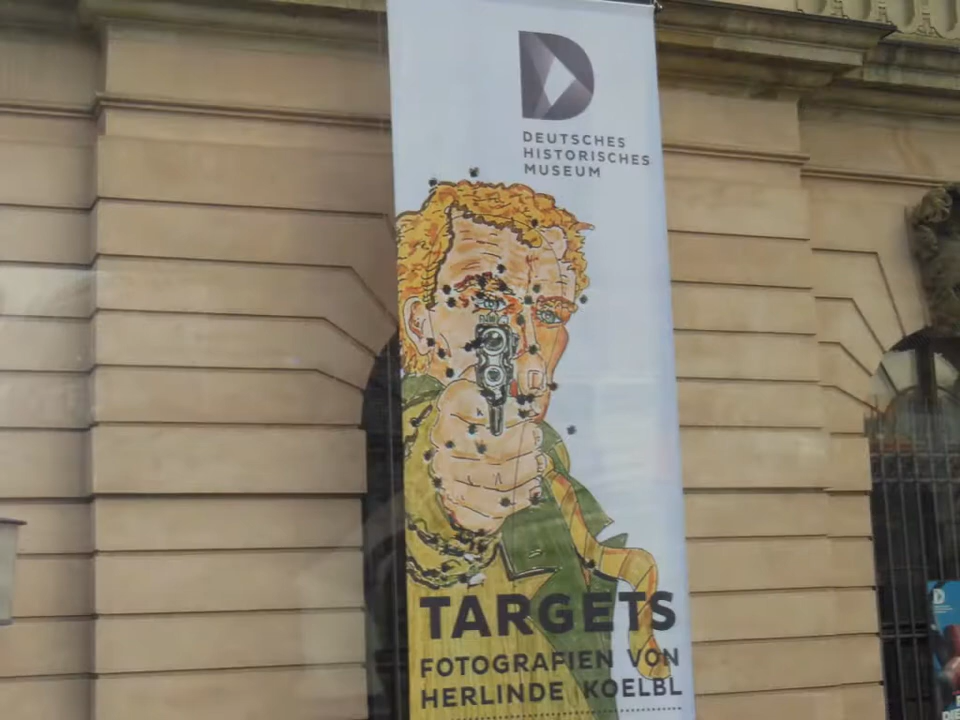 DEUTSCHES
HISTORISCHES
MUSEUM
TARGETS
FOTOGRAFIEN VON
HERLINDE KOELBL